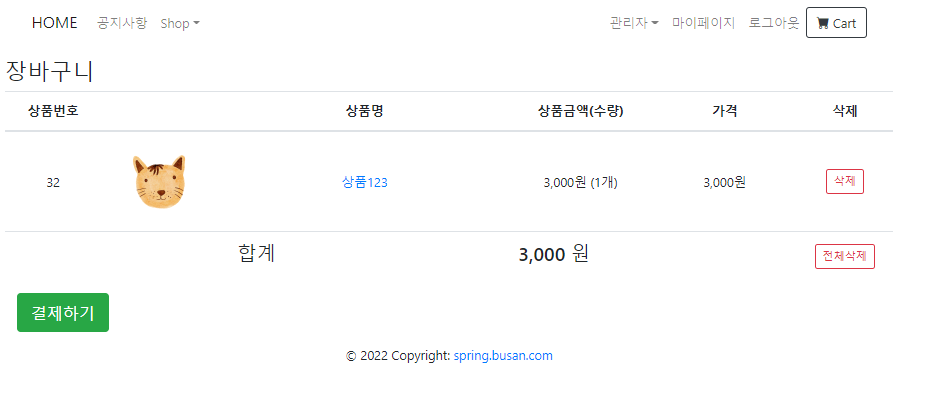 HOME 공지사항 Shop 관리자 마이페이지 로그아웃 Cart
장바구니
상품번호 상품명 상품금액(수량) 가격 삭제
32 상품123 3,000원 (1개) 3,000원 삭제
합계 3,000 원 전체삭제
결제하기
© 2022 Copyright: spring.busan.com